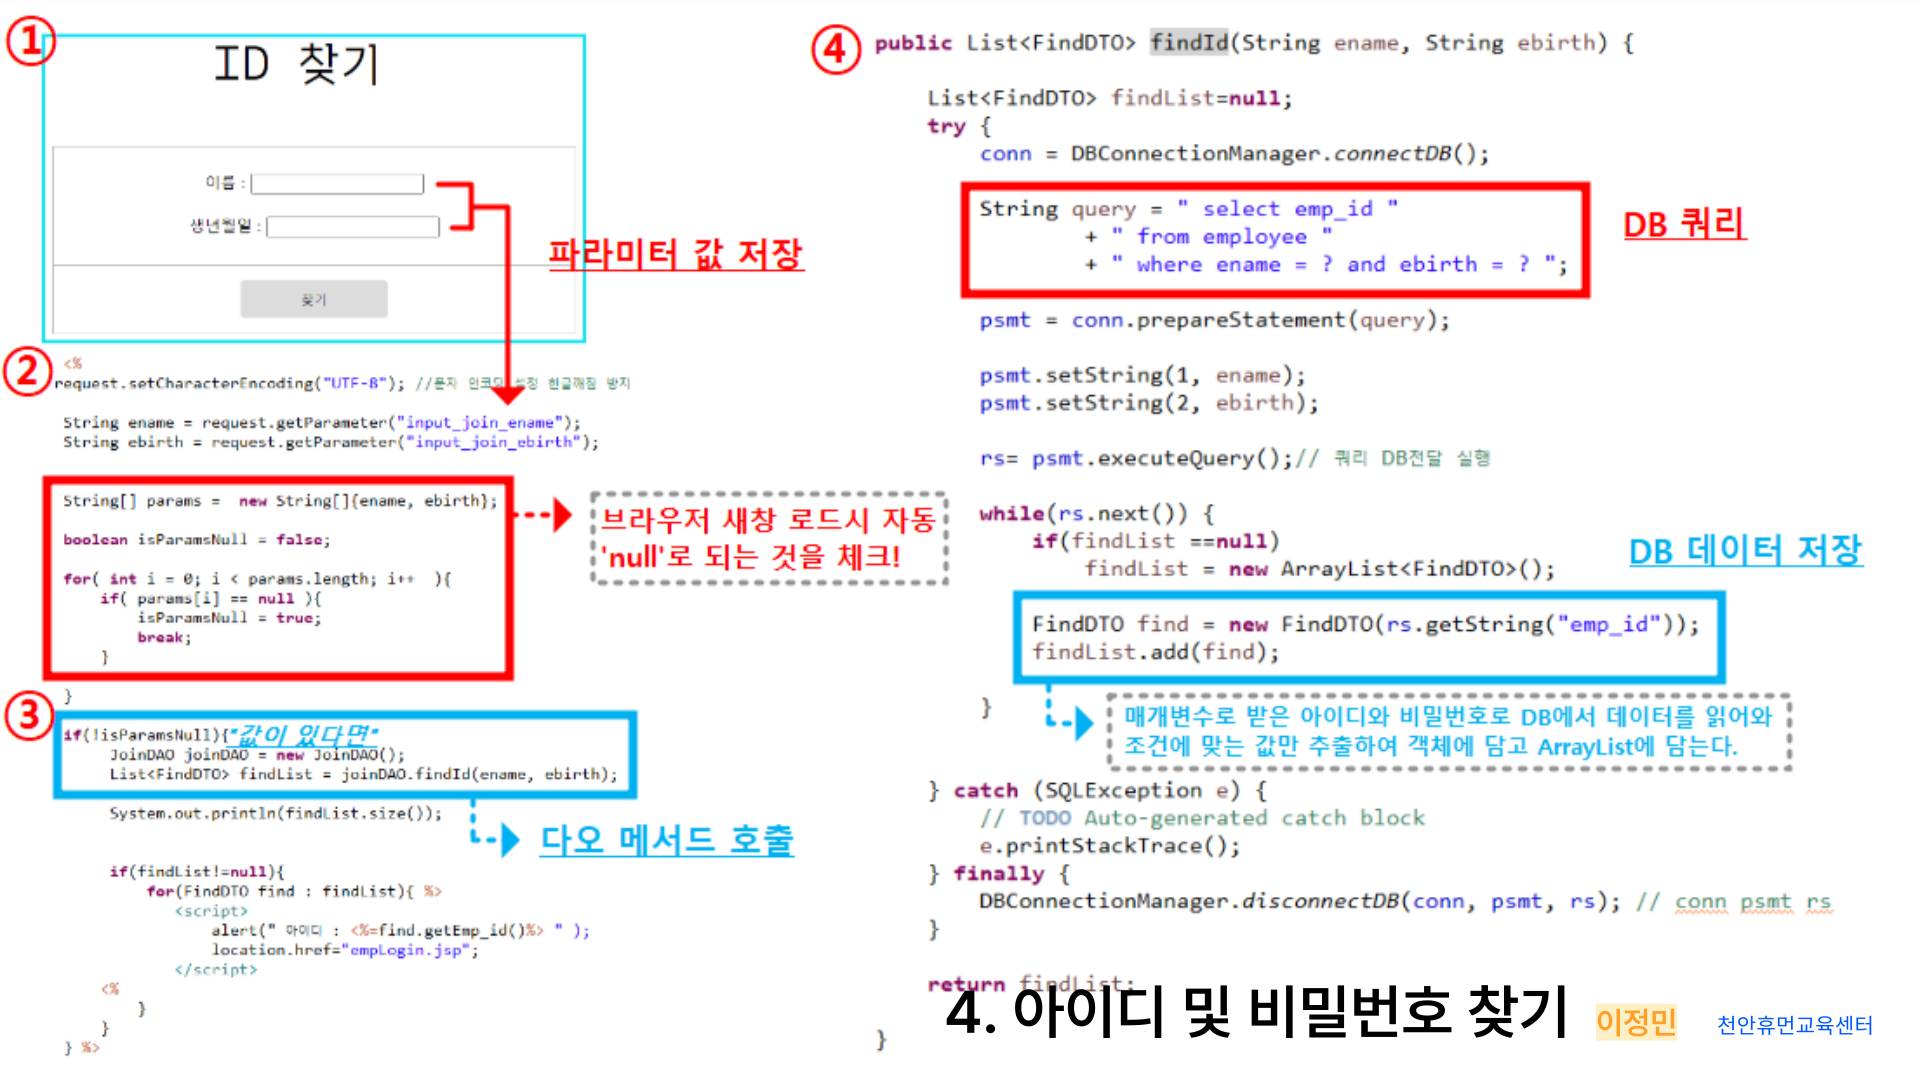 ①
ID 찾기
이름 :
생년월일 :
찾기
파라미터 값 저장
②
<%
request.setCharacterEncoding("UTF-8"); //문자 인코딩 설정 한글깨짐 방지
String ename = request.getParameter("input_join_ename");
String ebirth = request.getParameter("input_join_ebirth");
String[] params =  new String[]{ename, ebirth};
boolean isParamsNull = false;
for( int i = 0; i < params.length; i++  ){
if( params[i] == null ){
isParamsNull = true;
break;
}
}
브라우저 새창 로드시 자동
'null'로 되는 것을 체크!
③
if(!isParamsNull){"값이 있다면"
JoinDAO joinDAO = new JoinDAO();
List<FindDTO> findList = joinDAO.findId(ename, ebirth);
System.out.println(findList.size());
다오 메서드 호출
if(findList!=null){
for(FindDTO find : findList){ %>
<script>
alert(" 아이디 : <%=find.getEmp_id()%> " );
location.href="empLogin.jsp";
</script>
<%
}
}
} %>
④
public List<FindDTO> findId(String ename, String ebirth) {
List<FindDTO> findList=null;
try {
conn = DBConnectionManager.connectDB();
String query = " select emp_id "
+ " from employee "
+ " where ename = ? and ebirth = ? ";
DB 쿼리
psmt = conn.prepareStatement(query);
psmt.setString(1, ename);
psmt.setString(2, ebirth);
rs= psmt.executeQuery();// 쿼리 DB전달 실행
while(rs.next()) {
if(findList ==null)
findList = new ArrayList<FindDTO>();
DB 데이터 저장
FindDTO find = new FindDTO(rs.getString("emp_id"));
findList.add(find);
}
매개변수로 받은 아이디와 비밀번호로 DB에서 데이터를 읽어와
조건에 맞는 값만 추출하여 객체에 담고 ArrayList에 담는다.
} catch (SQLException e) {
// TODO Auto-generated catch block
e.printStackTrace();
} finally {
DBConnectionManager.disconnectDB(conn, psmt, rs); // conn psmt rs
}
return findList;
}
4. 아이디 및 비밀번호 찾기
이정민
천안휴먼교육센터